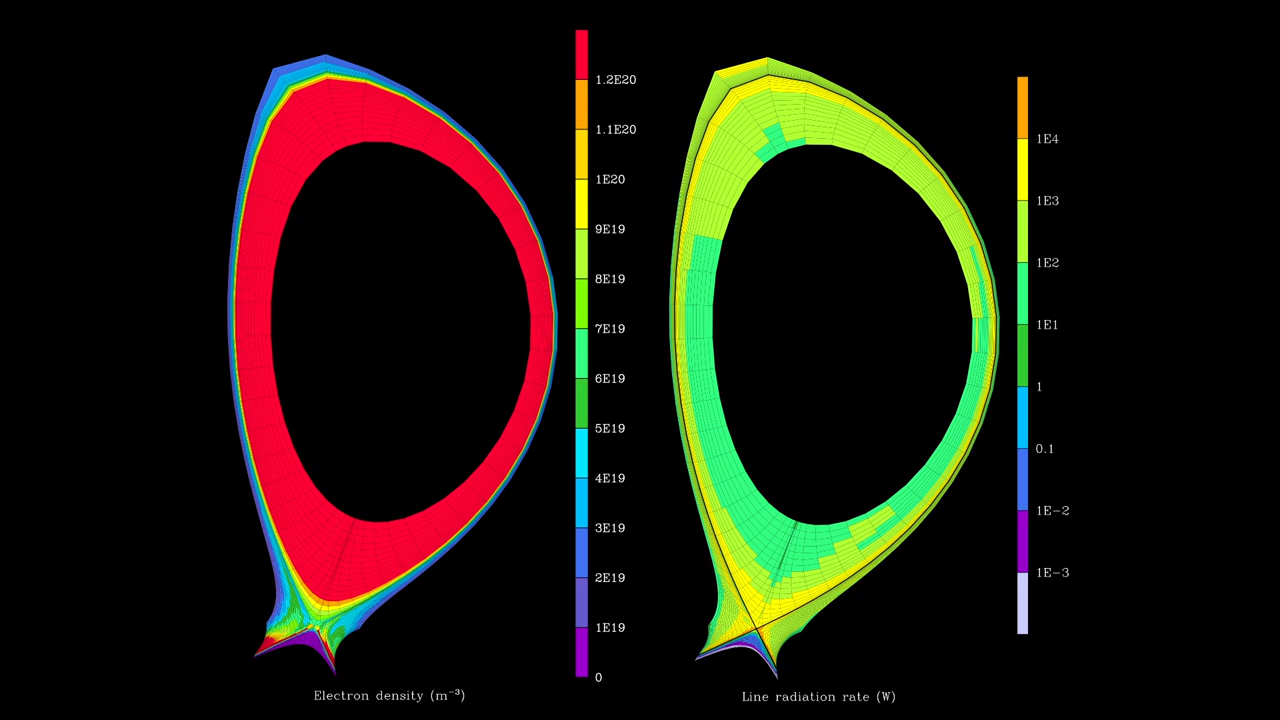 1.2E20
1.1E20
1E20
9E19
8E19
7E19
6E19
5E19
4E19
3E19
2E19
1E19
0
Electron density (m⁻³)
1E4
1E3
1E2
1E1
1
0.1
1E-2
1E-3
Line radiation rate (W)